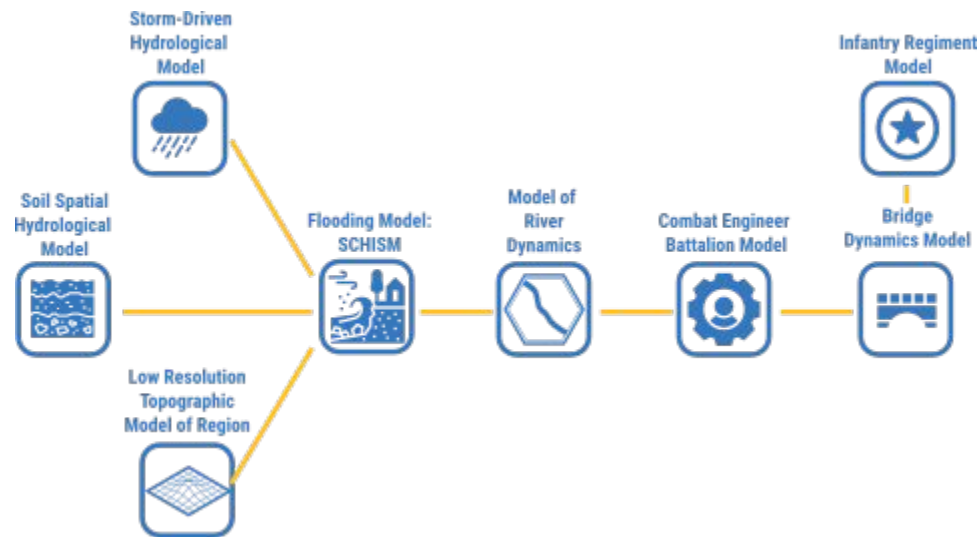 Storm-Driven
Hydrological
Model
Infantry Regiment
Model
Soil Spatial
Hydrological
Model
Flooding Model:
SCHISM
Model of
River
Dynamics
Combat Engineer
Battalion Model
Bridge
Dynamics Model
Low Resolution
Topographic
Model of Region